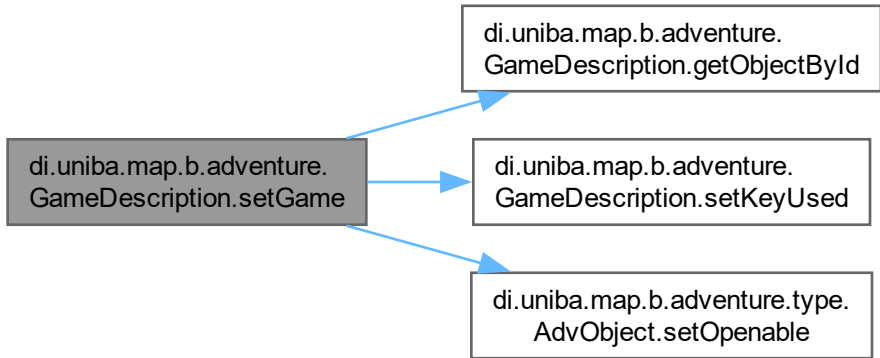 di.uniba.map.b.adventure.
GameDescription.getObjectById
di.uniba.map.b.adventure.
GameDescription.setGame
di.uniba.map.b.adventure.
GameDescription.setKeyUsed
di.uniba.map.b.adventure.type.
AdvObject.setOpenable